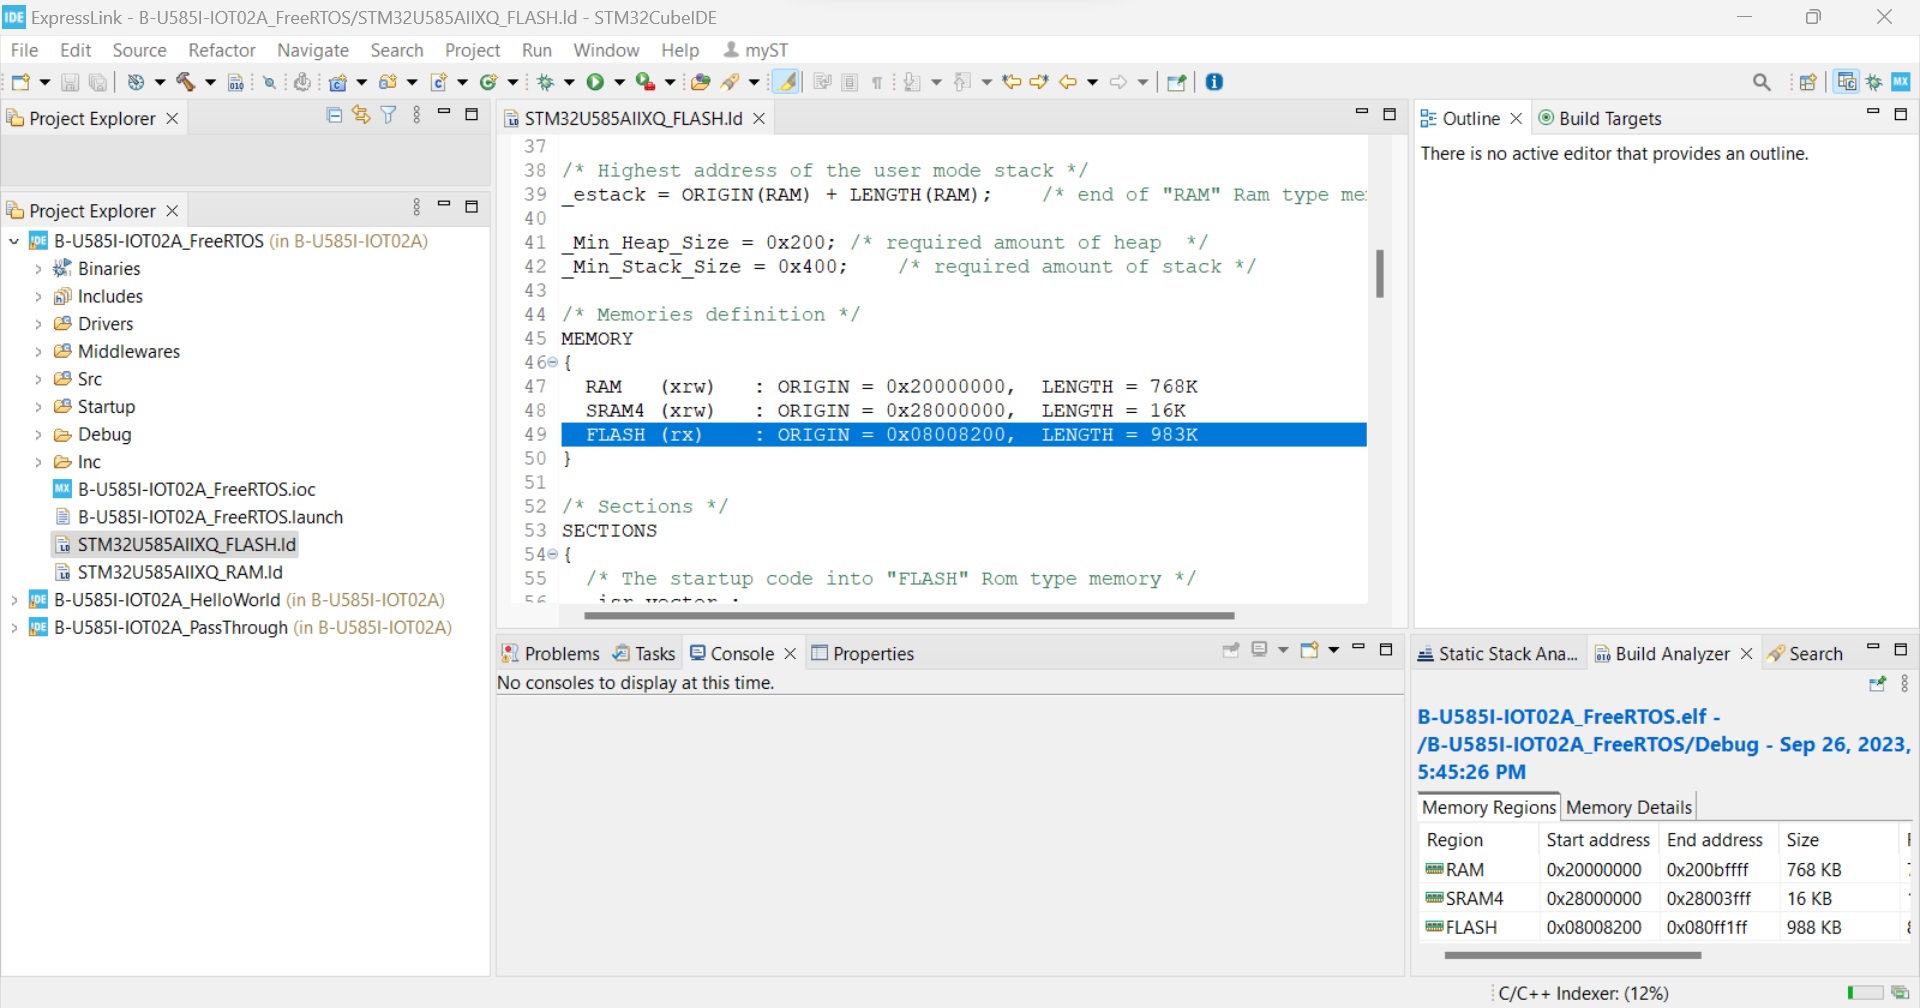 IDE ExpressLink - B-U585I-IOT02A_FreeRTOS/STM32U585AIIXQ_FLASH.ld - STM32CubeIDE
File Edit Source Refactor Navigate Search Project Run Window Help myST
Project Explorer
Project Explorer
B-U585I-IOT02A_FreeRTOS (in B-U585I-IOT02A)
Binaries
Includes
Drivers
Middlewares
Src
Startup
Debug
Inc
B-U585I-IOT02A_FreeRTOS.ioc
B-U585I-IOT02A_FreeRTOS.launch
STM32U585AIIXQ_FLASH.ld
STM32U585AIIXQ_RAM.ld
B-U585I-IOT02A_HelloWorld (in B-U585I-IOT02A)
B-U585I-IOT02A_PassThrough (in B-U585I-IOT02A)
STM32U585AIIXQ_FLASH.ld
37
38 /* Highest address of the user mode stack */
39 _estack = ORIGIN(RAM) + LENGTH(RAM); /* end of "RAM" Ram type me
40
41 _Min_Heap_Size = 0x200; /* required amount of heap */
42 _Min_Stack_Size = 0x400; /* required amount of stack */
43
44 /* Memories definition */
45 MEMORY
46 {
47 RAM (xrw) : ORIGIN = 0x20000000, LENGTH = 768K
48 SRAM4 (xrw) : ORIGIN = 0x28000000, LENGTH = 16K
49 FLASH (rx) : ORIGIN = 0x08008200, LENGTH = 983K
50 }
51
52 /* Sections */
53 SECTIONS
54 {
55 /* The startup code into "FLASH" Rom type memory */
56 .isr_vector :
Outline Build Targets
There is no active editor that provides an outline.
Problems Tasks Console Properties
No consoles to display at this time.
Static Stack Ana... Build Analyzer Search
B-U585I-IOT02A_FreeRTOS.elf -
/B-U585I-IOT02A_FreeRTOS/Debug - Sep 26, 2023,
5:45:26 PM
Memory Regions Memory Details
Region Start address End address Size
RAM 0x20000000 0x200bffff 768 KB
SRAM4 0x28000000 0x28003fff 16 KB
FLASH 0x08008200 0x080ff1ff 988 KB
C/C++ Indexer: (12%)